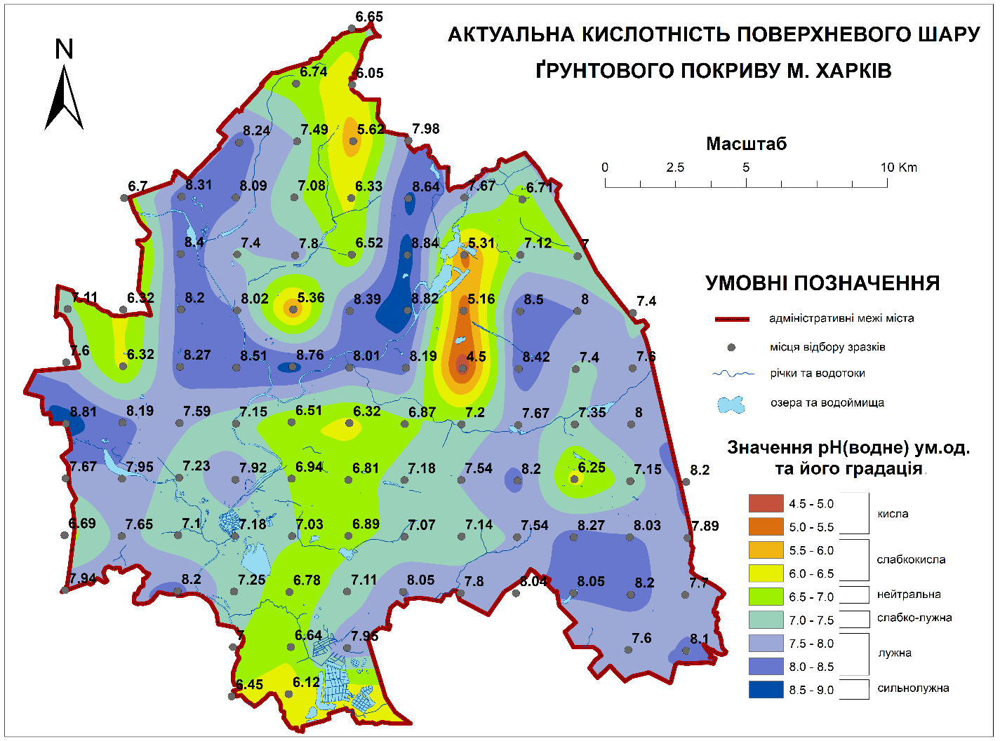 АКТУАЛЬНА КИСЛОТНІСТЬ ПОВЕРХНЕВОГО ШАРУ
ҐРУНТОВОГО ПОКРИВУ М. ХАРКІВ
N
Масштаб
0 2.5 5 10 Km
6.65
6.74 6.05
8.24 7.49 5.62 7.98
6.7 8.31 8.09 7.08 6.33 8.64 7.67 6.71
8.4 7.4 7.8 6.52 8.84 5.31 7.12 7
7.11 6.32 8.2 8.02 5.36 8.39 8.82 5.16 8.5 8 7.4
7.6 6.32 8.27 8.51 8.76 8.01 8.19 4.5 8.42 7.4 7.6
8.81 8.19 7.59 7.15 6.51 6.32 6.87 7.2 7.67 7.35 8
7.67 7.95 7.23 7.92 6.94 6.81 7.18 7.54 8.2 6.25 7.15 8.2
6.69 7.65 7.1 7.18 7.03 6.89 7.07 7.14 7.54 8.27 8.03 7.89
7.94 8.2 7.25 6.78 7.11 8.05 7.8 8.04 8.05 8.2 7.7
7 6.64 7.95 7.6 8.1
6.45 6.12
УМОВНІ ПОЗНАЧЕННЯ
адміністративні межі міста
місця відбору зразків
річки та водотоки
озера та водоймища
Значення pH(водне) ум.од.
та його градація
4.5 - 5.0
5.0 - 5.5
кисла
5.5 - 6.0
6.0 - 6.5
слабкокисла
6.5 - 7.0 нейтральна
7.0 - 7.5 слабко-лужна
7.5 - 8.0
8.0 - 8.5
лужна
8.5 - 9.0 сильнолужна